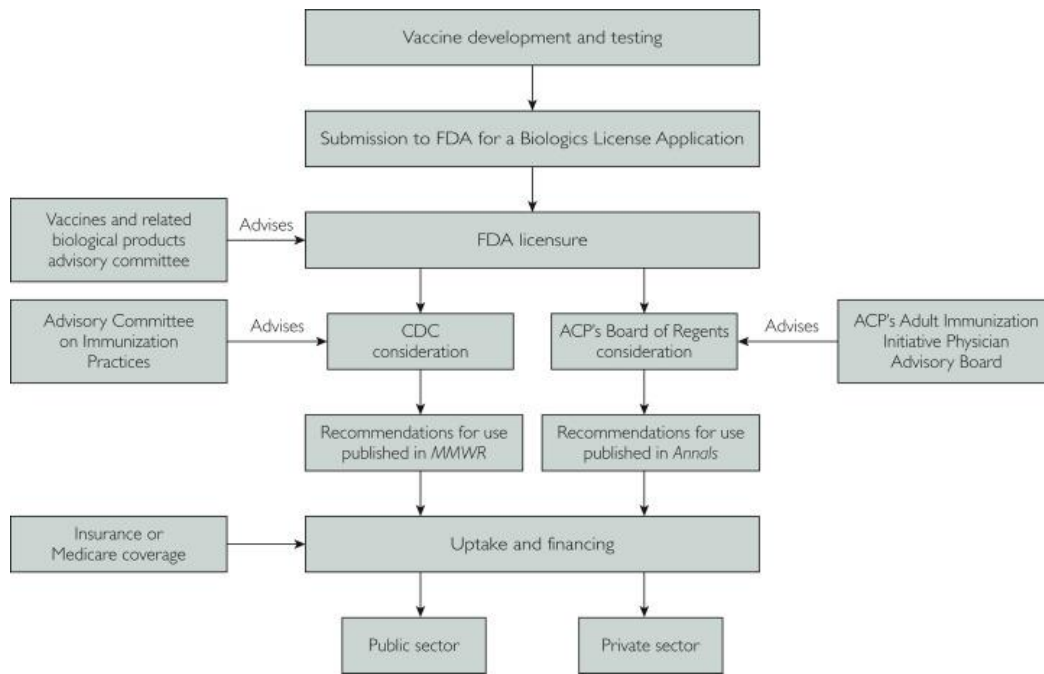 Vaccine development and testing
Submission to FDA for a Biologics License Application
Vaccines and related
biological products
advisory committee
Advises
FDA licensure
Advisory Committee
on Immunization
Practices
Advises
CDC
consideration
ACP's Board of Regents
consideration
Advises
ACP's Adult Immunization
Initiative Physician
Advisory Board
Recommendations for use
published in MMWR
Recommendations for use
published in Annals
Insurance or
Medicare coverage
Uptake and financing
Public sector
Private sector